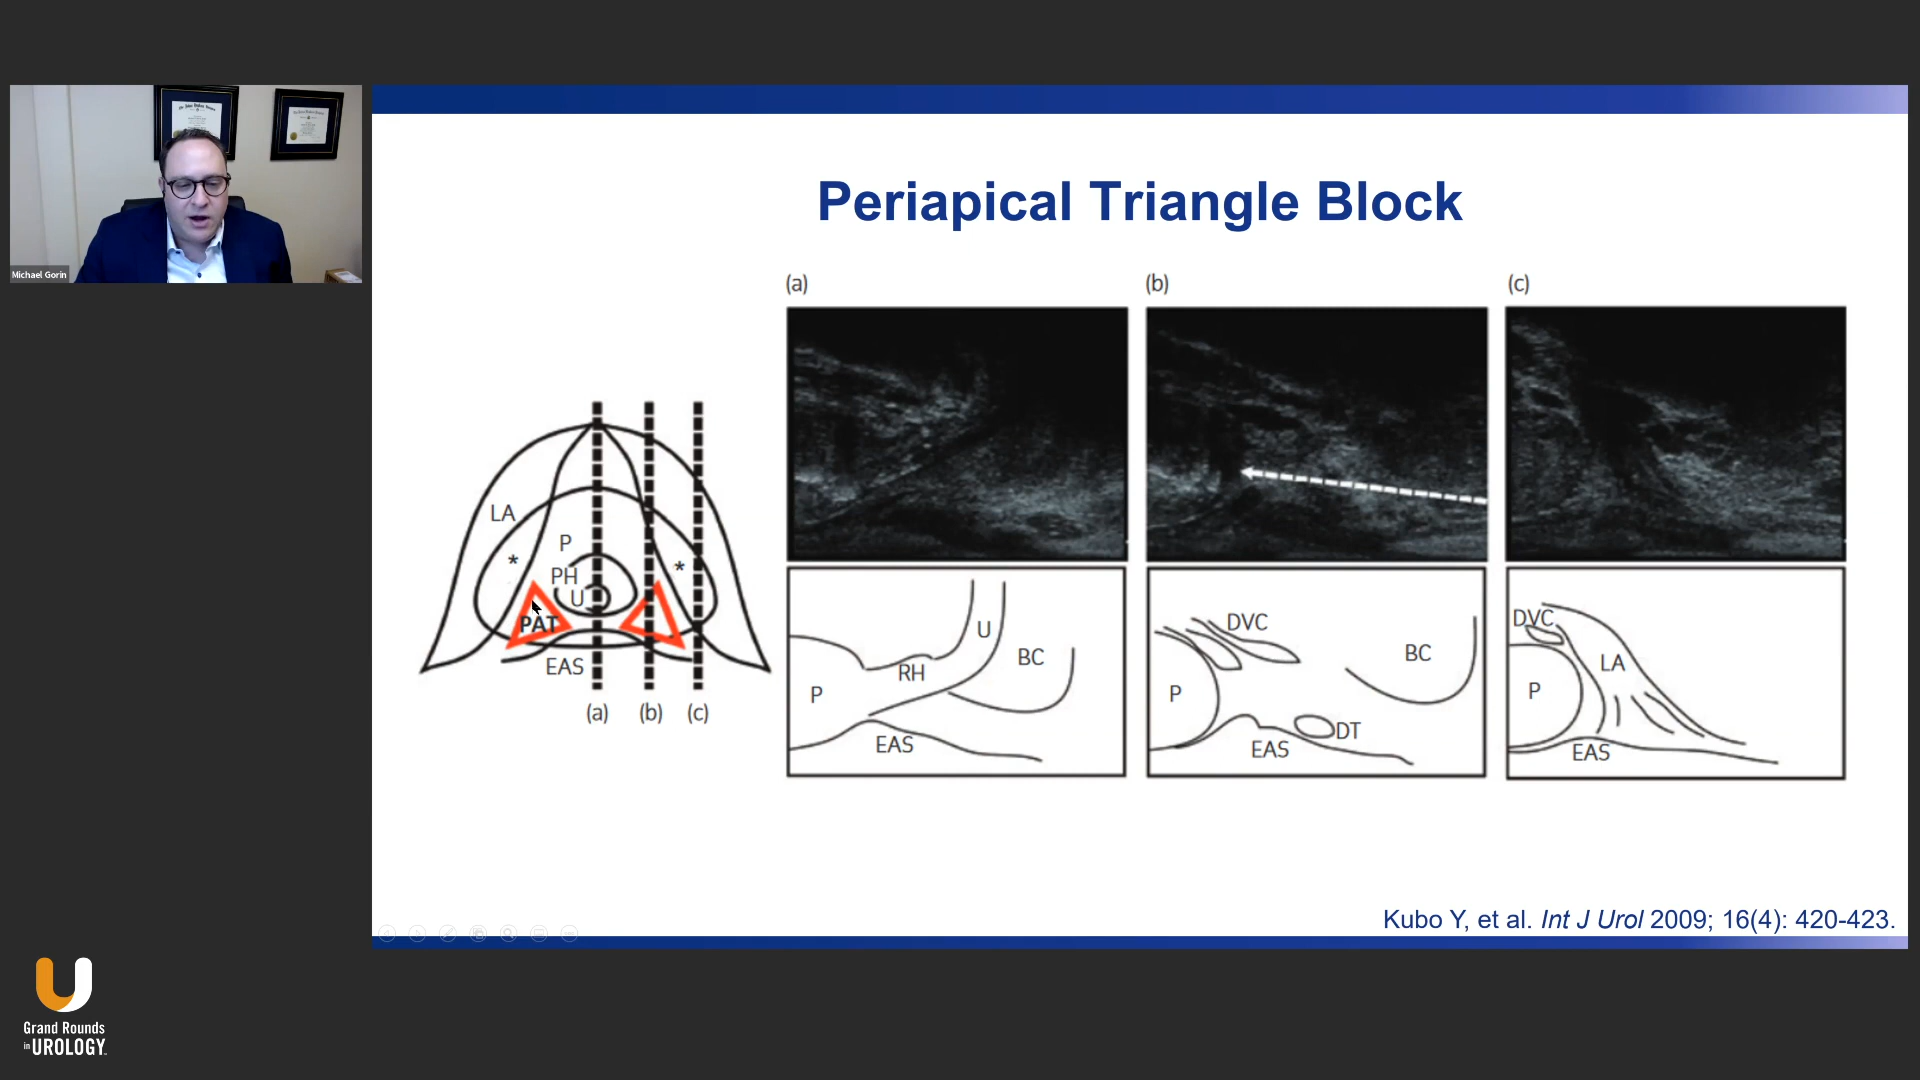 Michael Gorin
Periapical Triangle Block
(a)
(b)
(c)
LA
*
P
*
PH
U
PAT
EAS
(a)
(b)
(c)
U
BC
RH
P
EAS
DVC
BC
P
DT
EAS
DVC
LA
P
EAS
Kubo Y, et al. Int J Urol 2009; 16(4): 420-423.
Grand Rounds
in UROLOGY